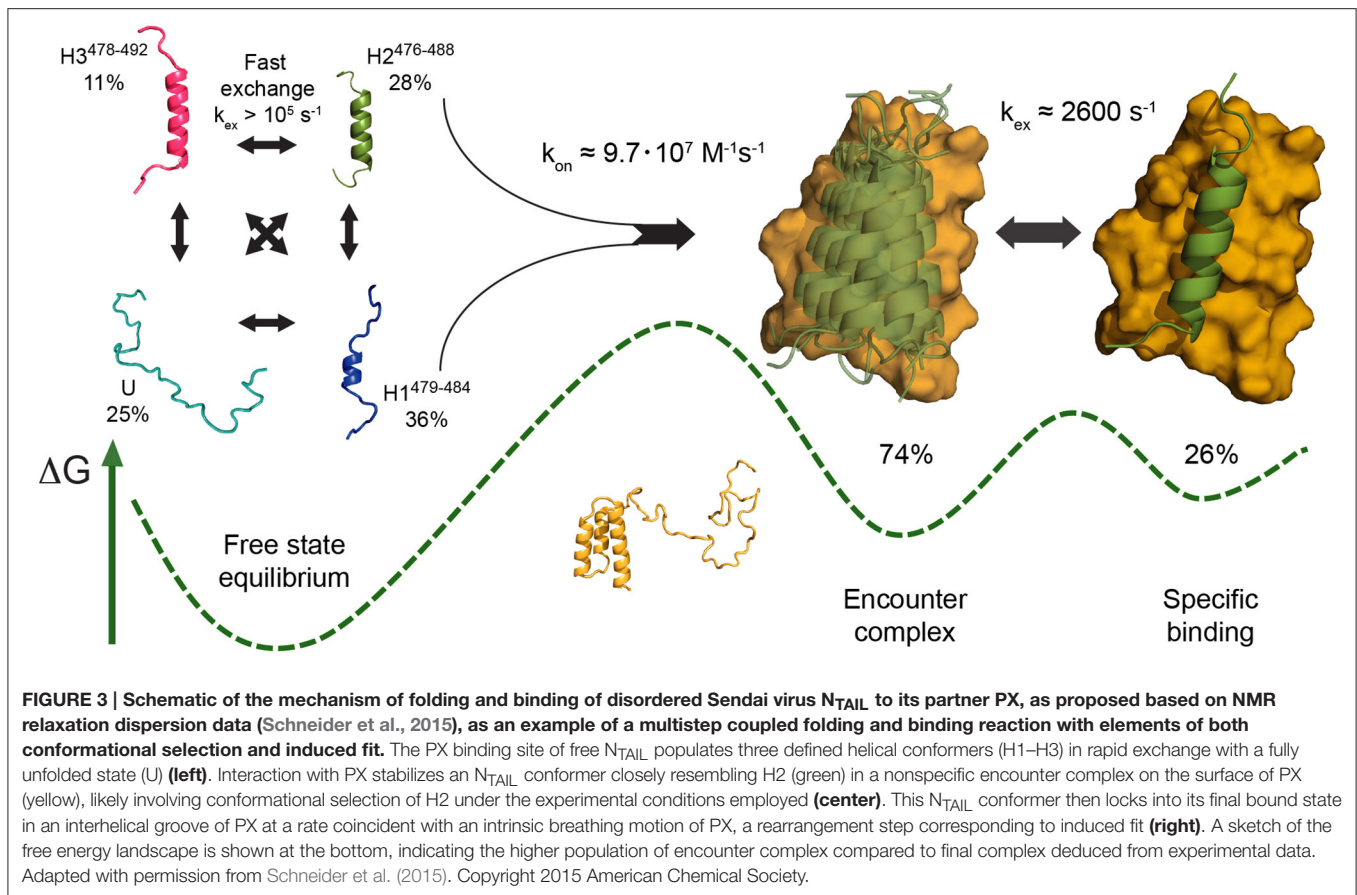 H3⁴⁷⁸⁻⁴⁹²
11%
Fast
exchange
k_ex > 10⁵ s⁻¹
H2⁴⁷⁶⁻⁴⁸⁸
28%
U
25%
H1⁴⁷⁹⁻⁴⁸⁴
36%
k_on ≈ 9.7·10⁷ M⁻¹s⁻¹
k_ex ≈ 2600 s⁻¹
ΔG
Free state
equilibrium
74%
26%
Encounter
complex
Specific
binding
FIGURE 3 | Schematic of the mechanism of folding and binding of disordered Sendai virus N_TAIL to its partner PX, as proposed based on NMR
relaxation dispersion data (Schneider et al., 2015), as an example of a multistep coupled folding and binding reaction with elements of both
conformational selection and induced fit. The PX binding site of free N_TAIL populates three defined helical conformers (H1–H3) in rapid exchange with a fully
unfolded state (U) (left). Interaction with PX stabilizes an N_TAIL conformer closely resembling H2 (green) in a nonspecific encounter complex on the surface of PX
(yellow), likely involving conformational selection of H2 under the experimental conditions employed (center). This N_TAIL conformer then locks into its final bound state
in an interhelical groove of PX at a rate coincident with an intrinsic breathing motion of PX, a rearrangement step corresponding to induced fit (right). A sketch of the
free energy landscape is shown at the bottom, indicating the higher population of encounter complex compared to final complex deduced from experimental data.
Adapted with permission from Schneider et al. (2015). Copyright 2015 American Chemical Society.